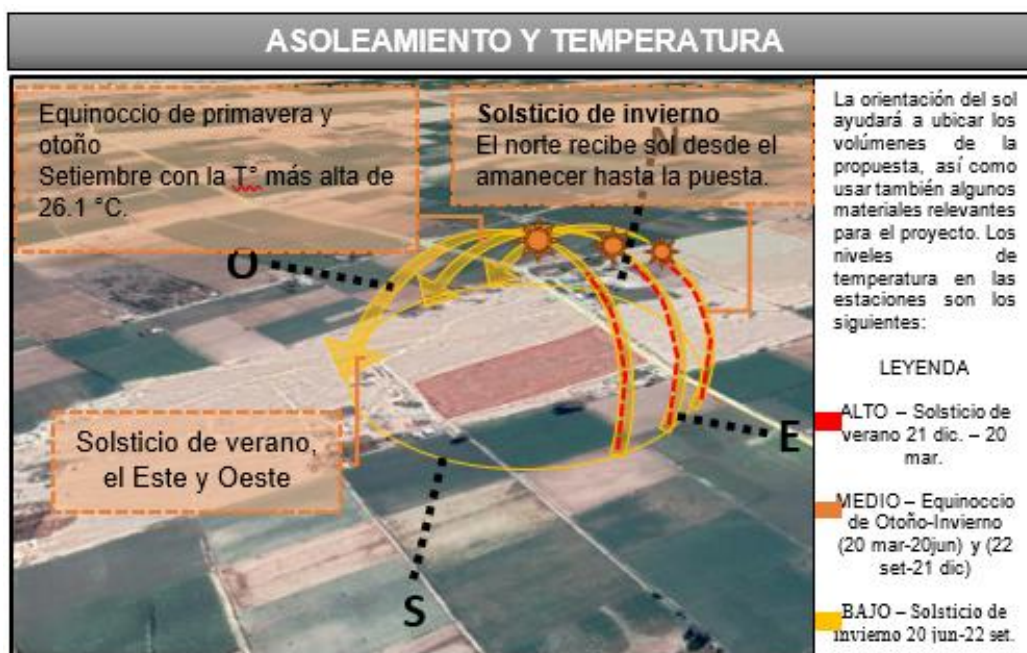 ASOLEAMIENTO Y TEMPERATURA
Equinoccio de primavera y
otoño
Setiembre con la T° más alta de
26.1 °C.
Solsticio de invierno
El norte recibe sol desde el
amanecer hasta la puesta.
N
O
E
S
Solsticio de verano,
el Este y Oeste
La orientación del sol
ayudará a ubicar los
volúmenes de la
propuesta, así como
usar también algunos
materiales relevantes
para el proyecto. Los
niveles de
temperatura en las
estaciones son los
siguientes:
LEYENDA
ALTO – Solsticio de
verano 21 dic. – 20
mar.
MEDIO – Equinoccio
de Otoño-Invierno
(20 mar-20jun) y (22
set-21 dic)
BAJO – Solsticio de
invierno 20 jun-22 set.